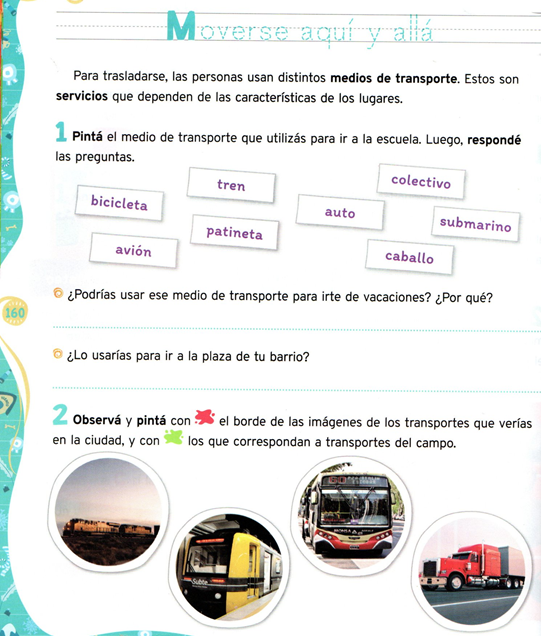 Moverse aquí y allá
Para trasladarse, las personas usan distintos medios de transporte. Estos son
servicios que dependen de las características de los lugares.
1 Pintá el medio de transporte que utilizás para ir a la escuela. Luego, respondé
las preguntas.
tren
colectivo
bicicleta
auto
submarino
patineta
avión
caballo
¿Podrías usar ese medio de transporte para irte de vacaciones? ¿Por qué?
160
¿Lo usarías para ir a la plaza de tu barrio?
2 Observá y pintá con el borde de las imágenes de los transportes que verías
en la ciudad, y con los que correspondan a transportes del campo.
60
Subte